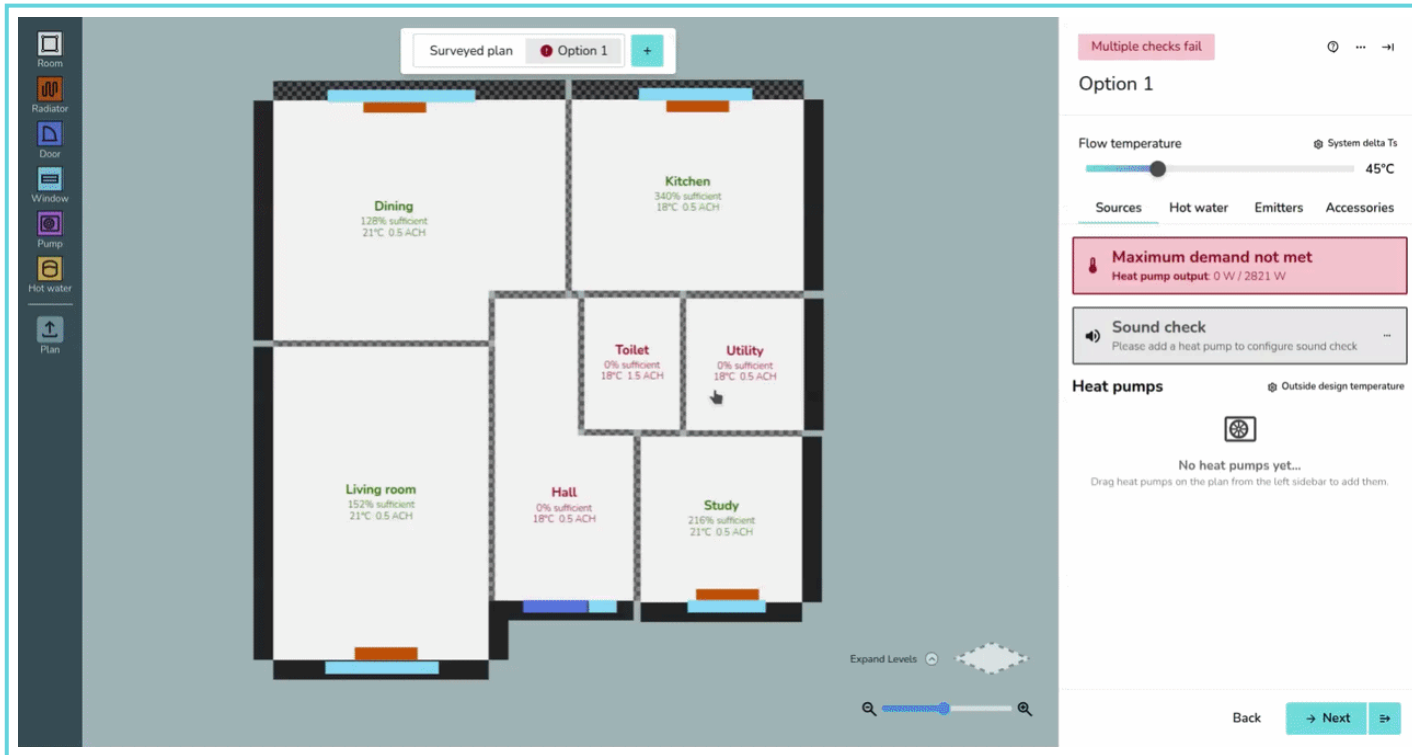 Room
Radiator
Door
Window
Pump
Hot water
Plan
Surveyed plan
Option 1
+
Dining
128% sufficient
21°C 0.5 ACH
Kitchen
340% sufficient
18°C 0.5 ACH
Toilet
0% sufficient
18°C 1.5 ACH
Utility
0% sufficient
18°C 0.5 ACH
Living room
152% sufficient
21°C 0.5 ACH
Hall
0% sufficient
18°C 0.5 ACH
Study
216% sufficient
21°C 0.5 ACH
Expand Levels
Multiple checks fail
Option 1
Flow temperature
System delta Ts
45°C
Sources Hot water Emitters Accessories
Maximum demand not met
Heat pump output: 0 W / 2821 W
Sound check
Please add a heat pump to configure sound check
Heat pumps
Outside design temperature
No heat pumps yet...
Drag heat pumps on the plan from the left sidebar to add them.
Back
→ Next